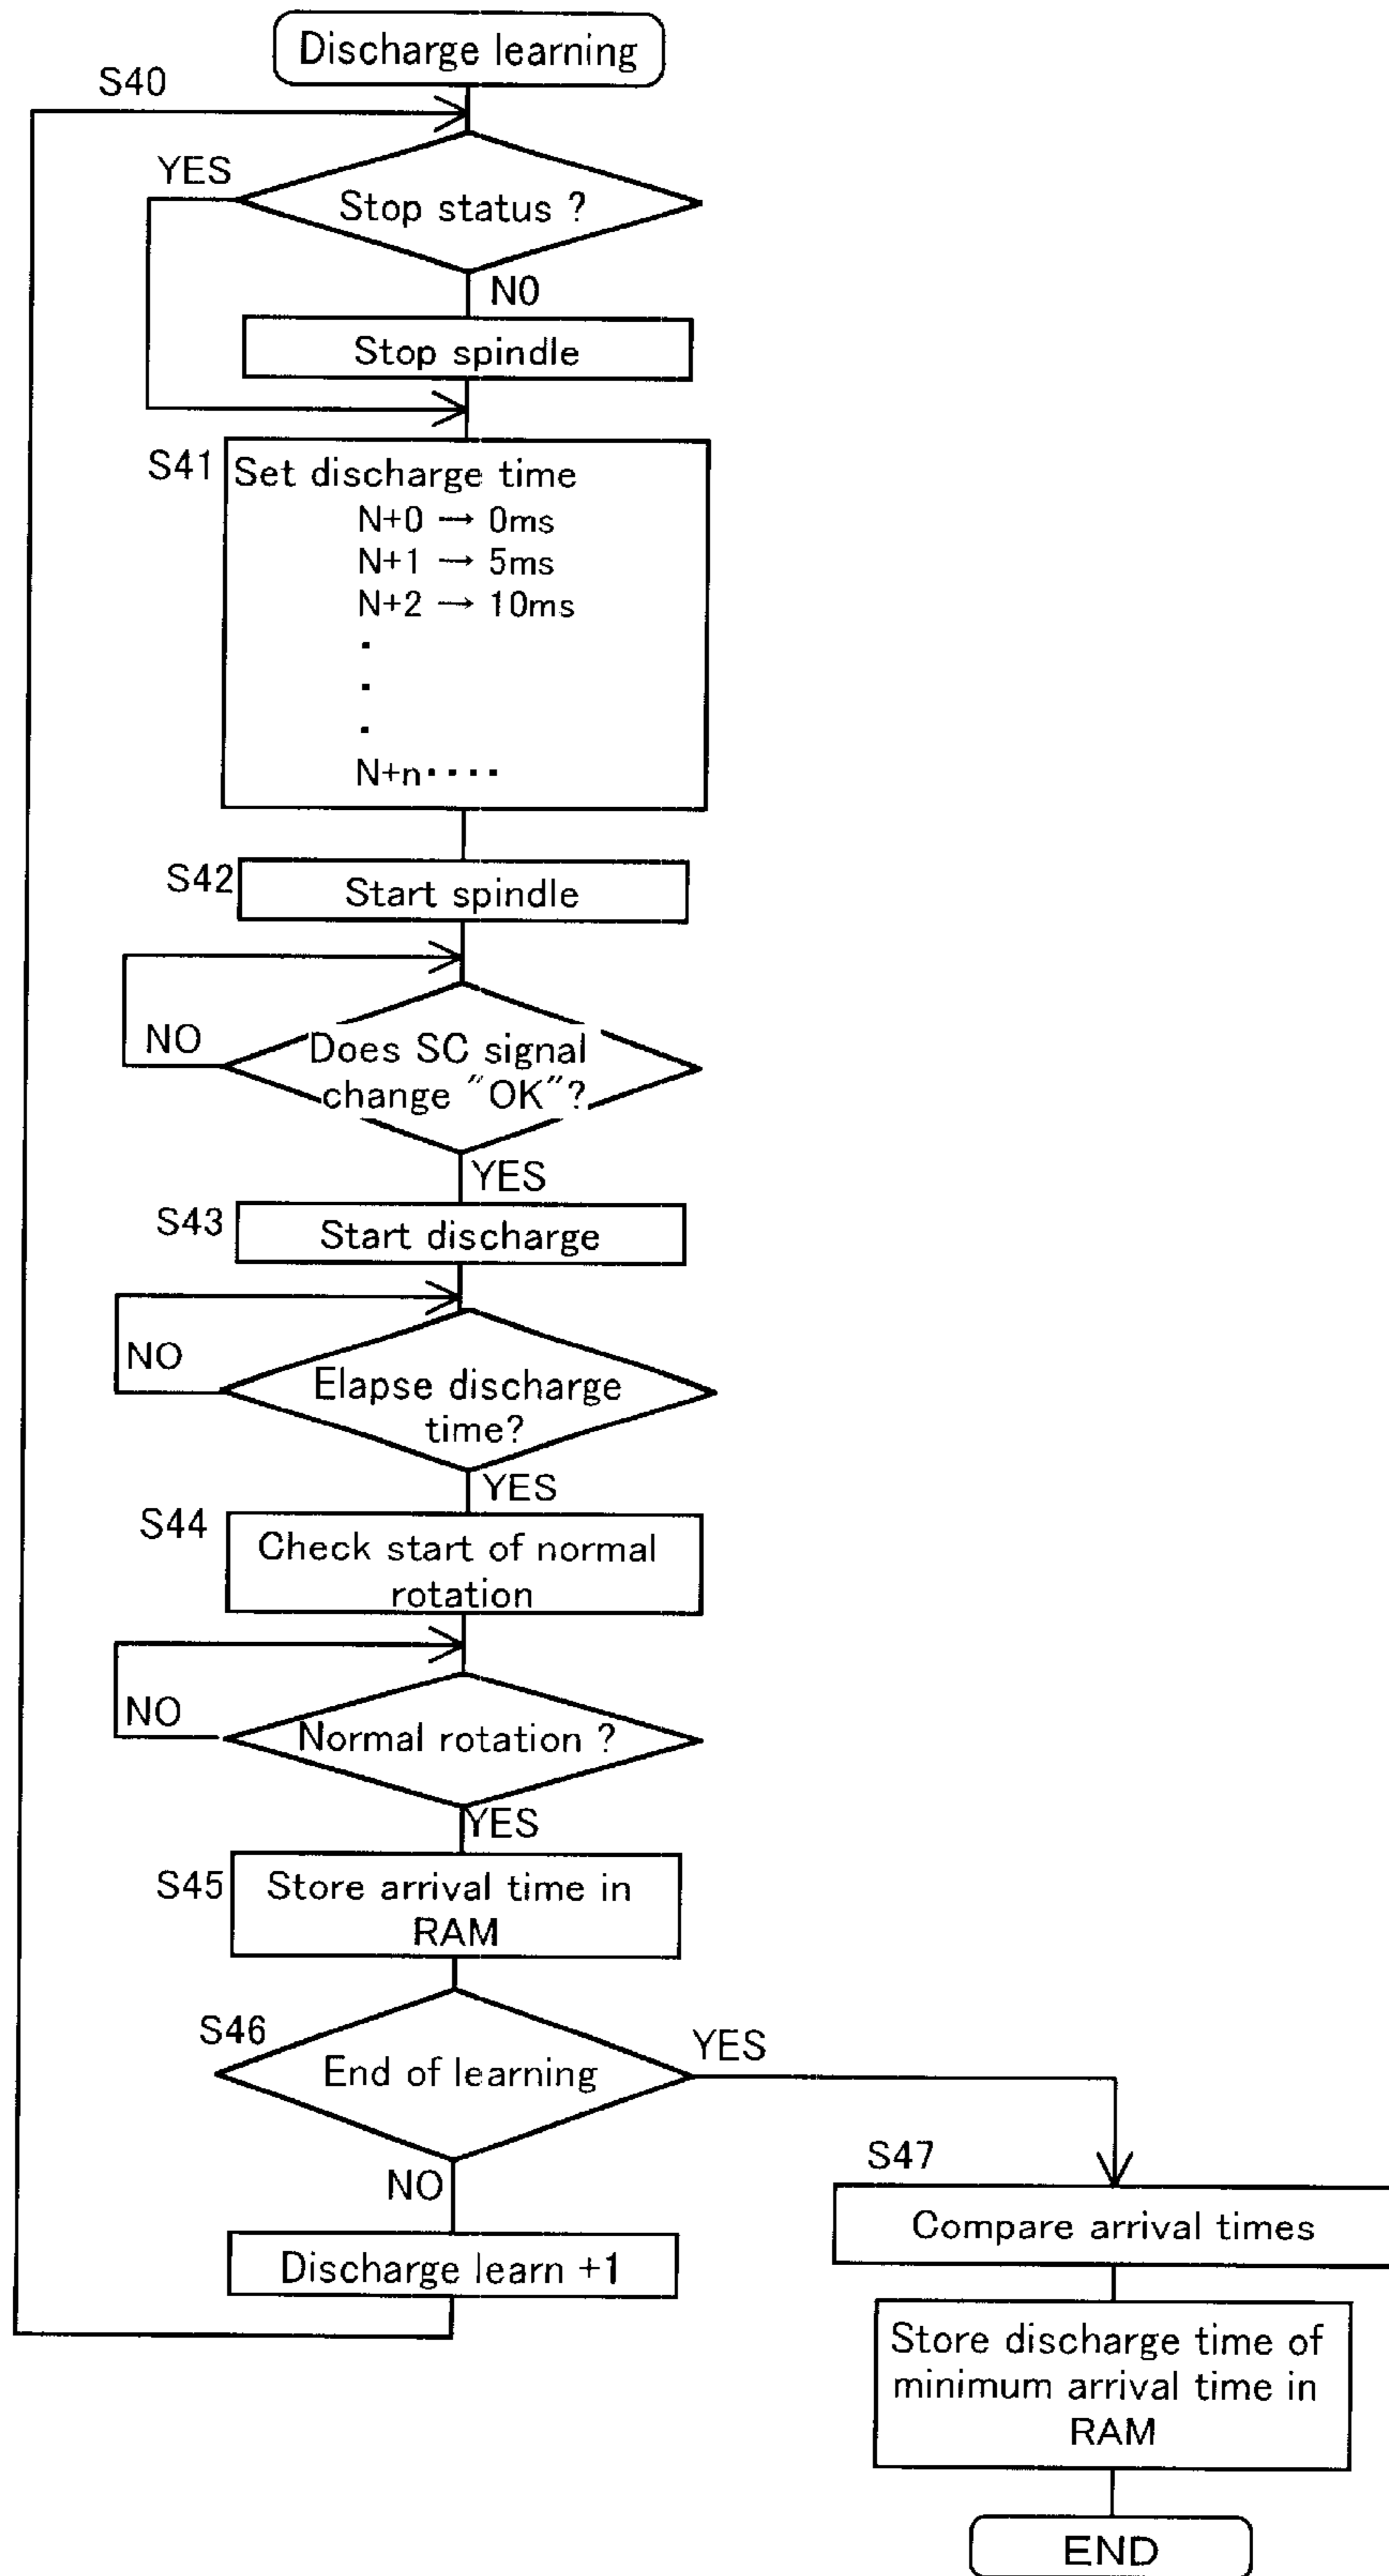 Discharge learning
S40
YES
Stop status ?
NO
Stop spindle
S41
Set discharge time
N+0 → 0ms
N+1 → 5ms
N+2 → 10ms
・
・
・
N+n・・・・
S42
Start spindle
NO
Does SC signal
change "OK"?
YES
S43
Start discharge
NO
Elapse discharge
time?
YES
S44
Check start of normal
rotation
NO
Normal rotation ?
YES
S45
Store arrival time in
RAM
S46
End of learning
YES
NO
Discharge learn +1
S47
Compare arrival times
Store discharge time of
minimum arrival time in
RAM
END